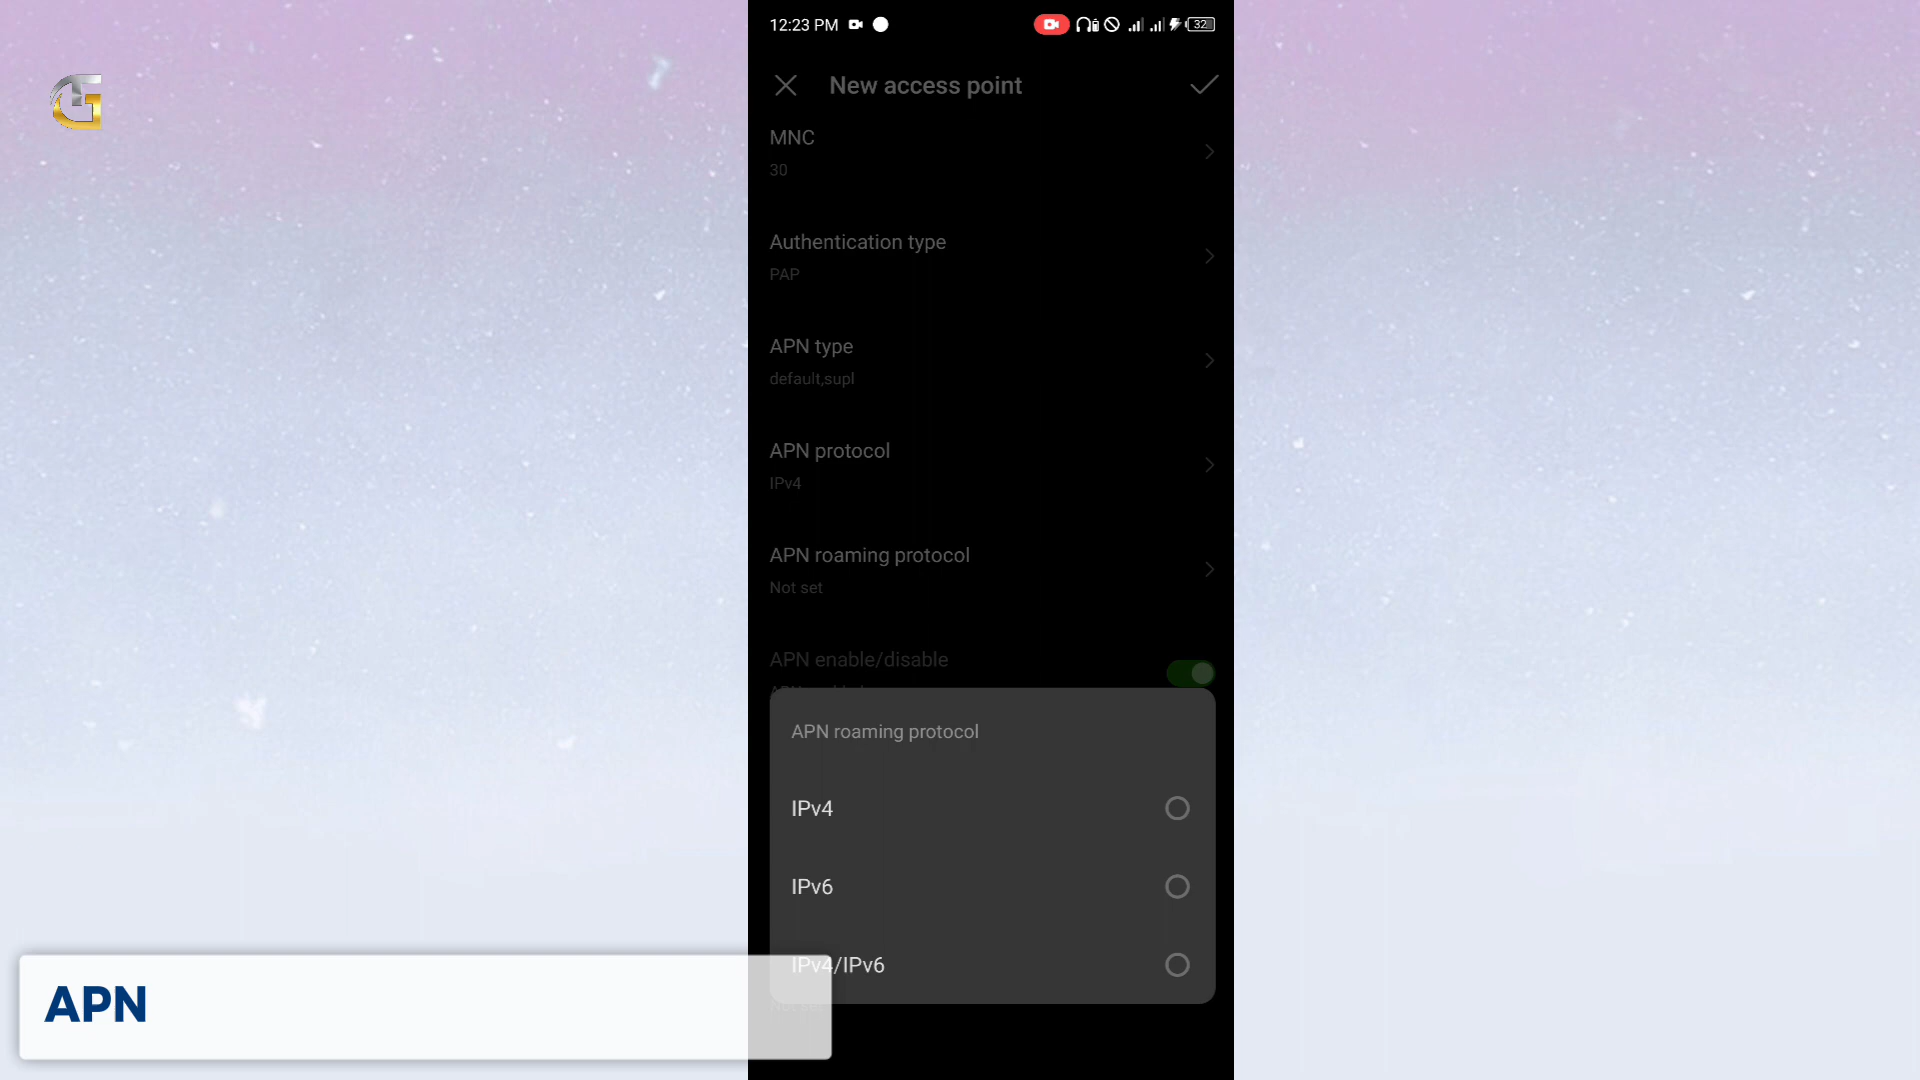 12:23 PM
32
New access point
MNC
30
Authentication type
PAP
APN type
default,supl
APN protocol
IPv4
APN roaming protocol
Not set
APN enable/disable
APN roaming protocol
IPv4
IPv6
IPv4/IPv6
APN